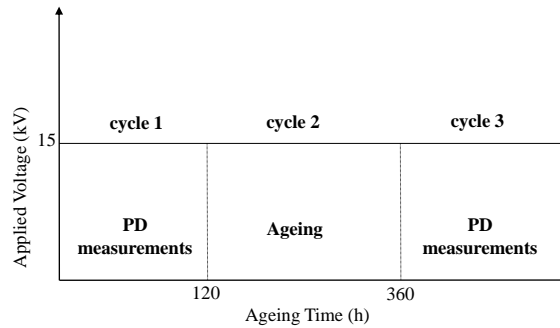 cycle 1 cycle 2 cycle 3
15
Applied Voltage (kV)
PD
measurements
Ageing
PD
measurements
120 360
Ageing Time (h)